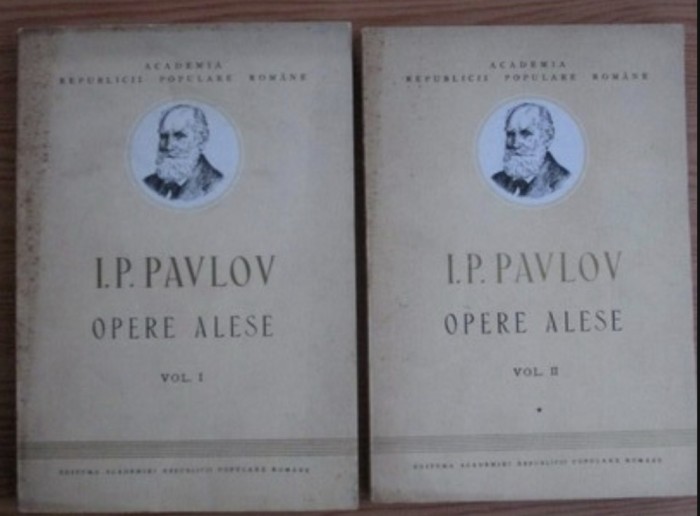 ACADEMIA
REPUBLICII POPULARE ROMÂNE
I.P. PAVLOV
OPERE ALESE
VOL. I
EDITURA ACADEMIEI REPUBLICII POPULARE ROMÂNE
ACADEMIA
REPUBLICII POPULARE ROMÂNE
I.P. PAVLOV
OPERE ALESE
VOL. II
EDITURA ACADEMIEI REPUBLICII POPULARE ROMÂNE